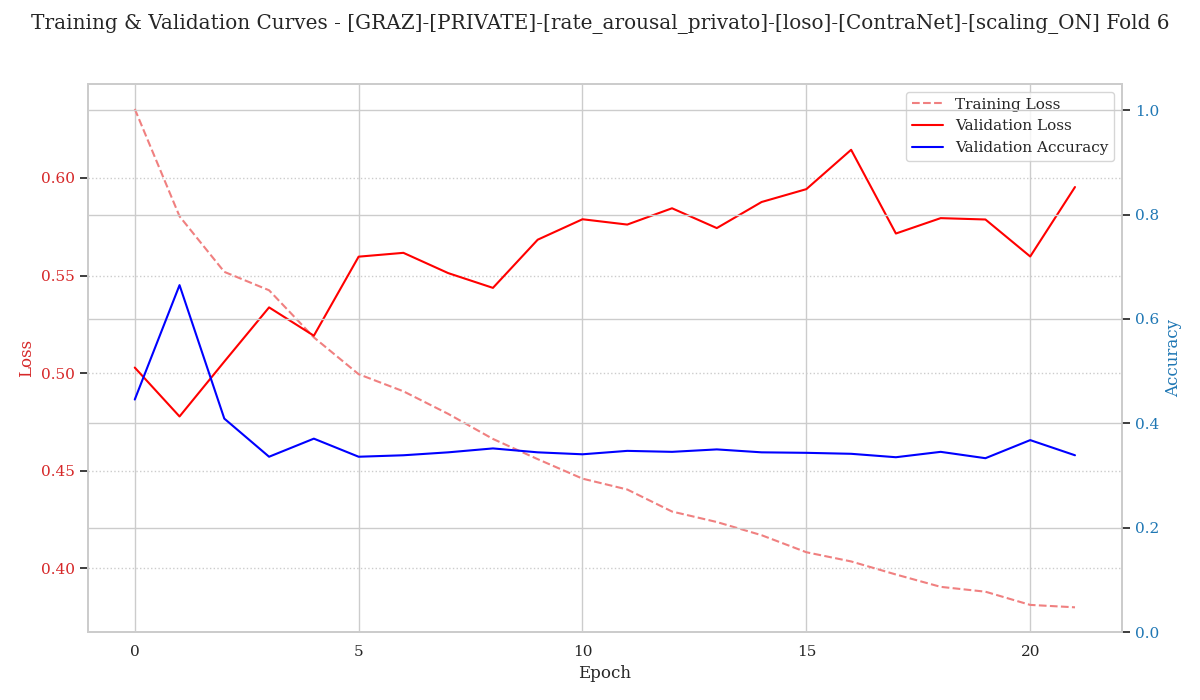 Training & Validation Curves - [GRAZ]-[PRIVATE]-[rate_arousal_privato]-[loso]-[ContraNet]-[scaling_ON] Fold 6
Training Loss
Validation Loss
Validation Accuracy
Loss
0.60
0.55
0.50
0.45
0.40
1.0
0.8
0.6
0.4
0.2
0.0
Accuracy
0
5
10
15
20
Epoch